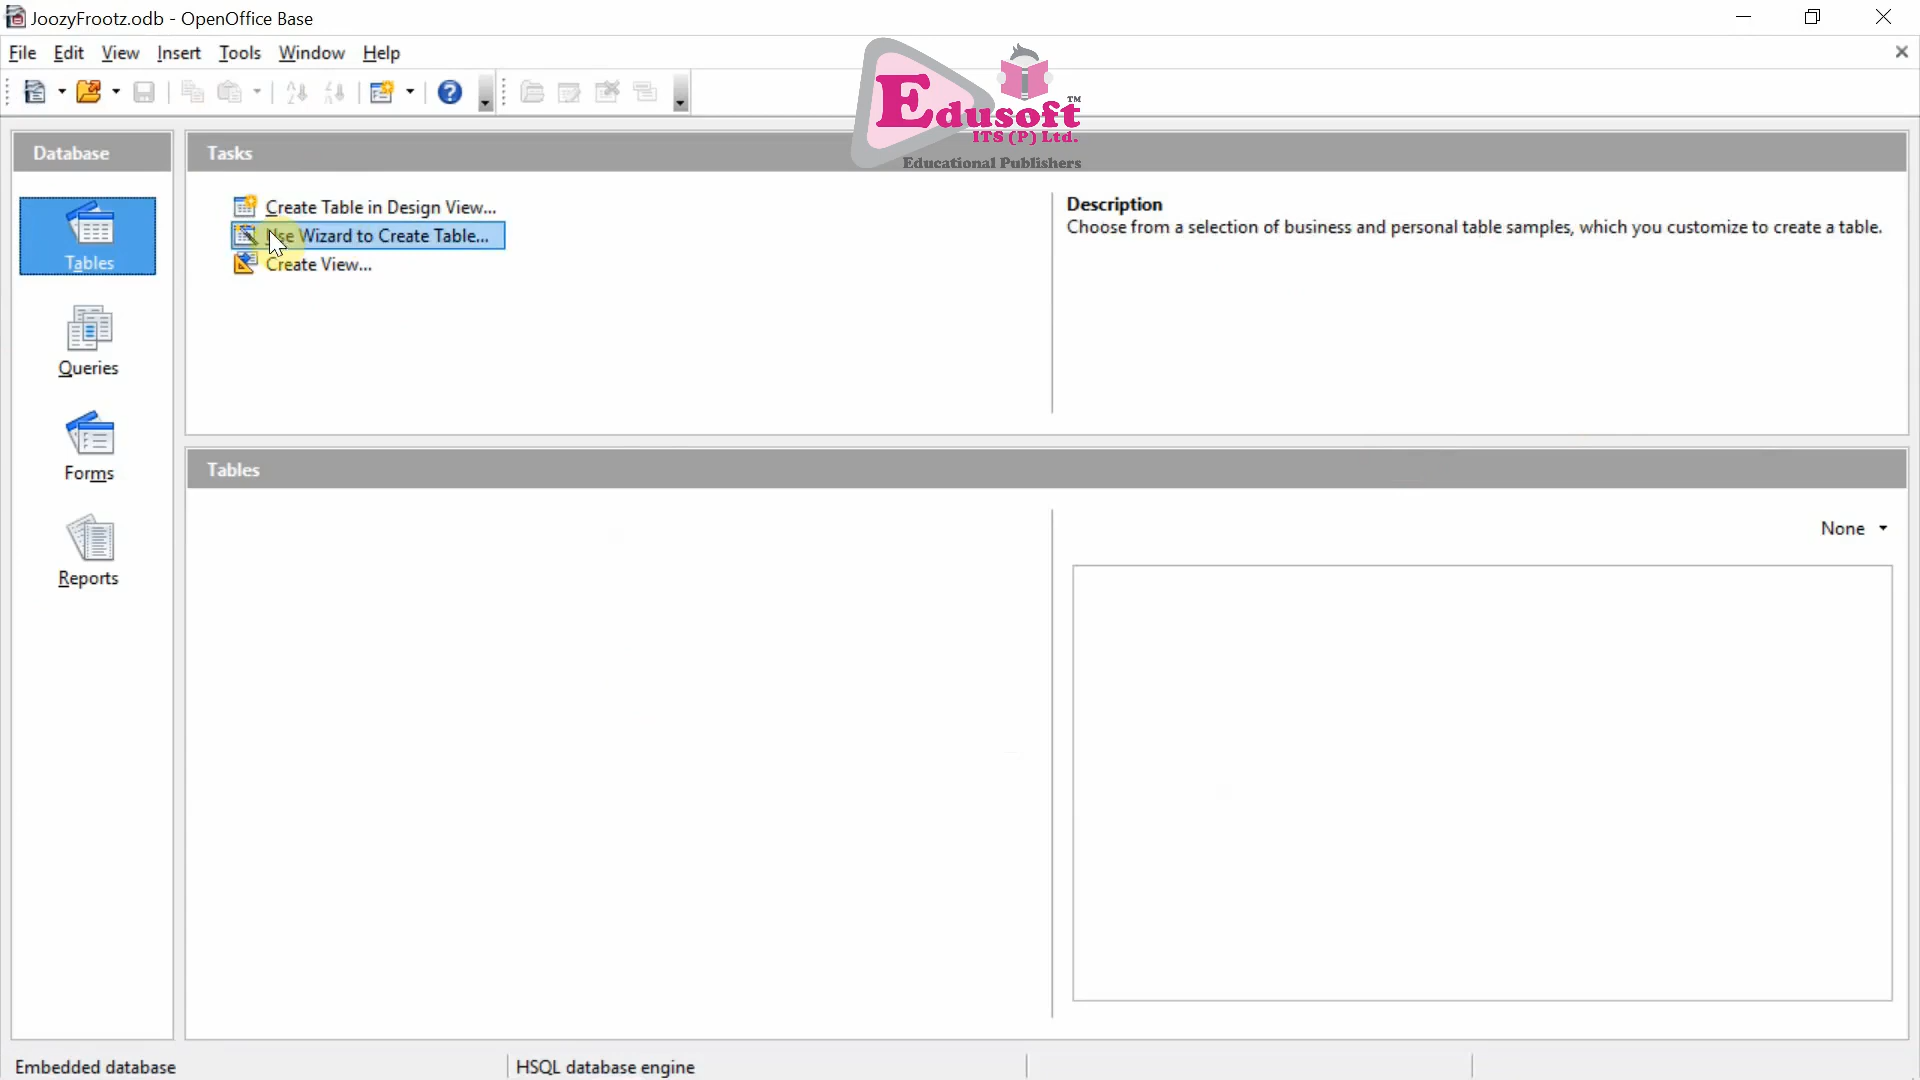 JoozyFrootz.odb - OpenOffice Base
File Edit View Insert Tools Window Help
Edusoft™
ITS (P) Ltd.
Educational Publishers
Database
Tasks
Create Table in Design View...
Use Wizard to Create Table...
Create View...
Description
Choose from a selection of business and personal table samples, which you customize to create a table.
Tables
Queries
Forms
Reports
Tables
None
Embedded database
HSQL database engine